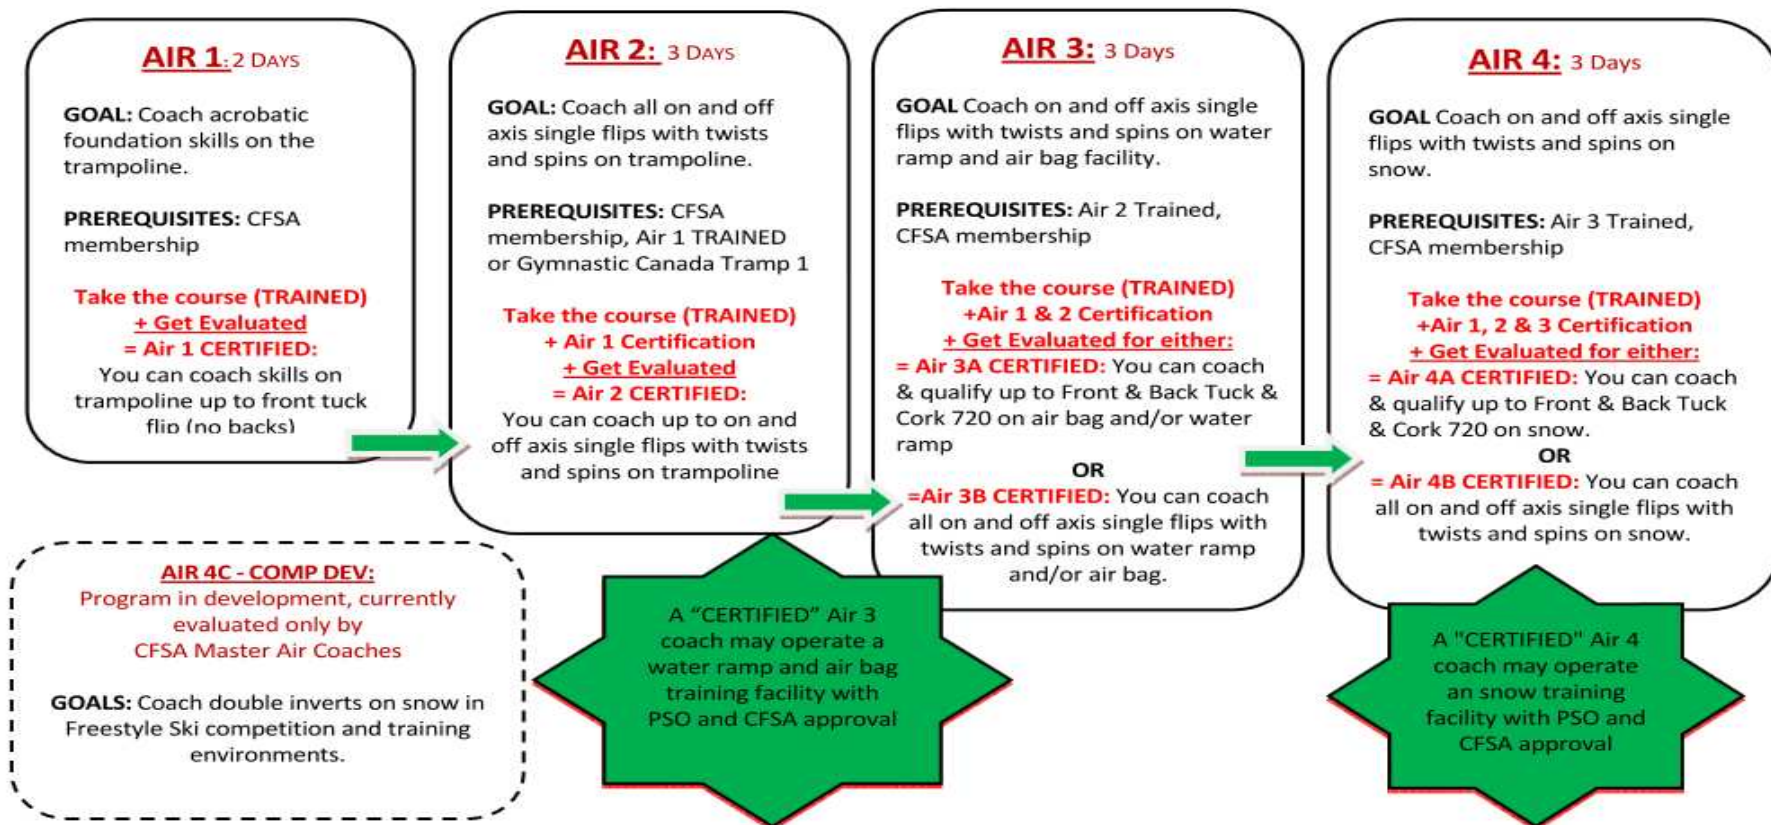 AIR 1: 2 DAYS
GOAL: Coach acrobatic
foundation skills on the
trampoline.
PREREQUISITES: CFSA
membership
Take the course (TRAINED)
+ Get Evaluated
= Air 1 CERTIFIED:
You can coach skills on
trampoline up to front tuck
flip (no backs)
AIR 2: 3 DAYS
GOAL: Coach all on and off
axis single flips with twists
and spins on trampoline.
PREREQUISITES: CFSA
membership, Air 1 TRAINED
or Gymnastic Canada Tramp 1
Take the course (TRAINED)
+ Air 1 Certification
+ Get Evaluated
= Air 2 CERTIFIED:
You can coach up to on and
off axis single flips with twists
and spins on trampoline
AIR 3: 3 Days
GOAL Coach on and off axis single
flips with twists and spins on water
ramp and air bag facility.
PREREQUISITES: Air 2 Trained,
CFSA membership
Take the course (TRAINED)
+Air 1 & 2 Certification
+ Get Evaluated for either:
= Air 3A CERTIFIED: You can coach
& qualify up to Front & Back Tuck &
Cork 720 on air bag and/or water
ramp
OR
=Air 3B CERTIFIED: You can coach
all on and off axis single flips with
twists and spins on water ramp
and/or air bag.
AIR 4: 3 Days
GOAL Coach on and off axis single
flips with twists and spins on
snow.
PREREQUISITES: Air 3 Trained,
CFSA membership
Take the course (TRAINED)
+Air 1, 2 & 3 Certification
+ Get Evaluated for either:
= Air 4A CERTIFIED: You can coach
& qualify up to Front & Back Tuck
& Cork 720 on snow.
OR
= Air 4B CERTIFIED: You can coach
all on and off axis single flips with
twists and spins on snow.
AIR 4C - COMP DEV:
Program in development, currently
evaluated only by
CFSA Master Air Coaches
GOALS: Coach double inverts on snow in
Freestyle Ski competition and training
environments.
A “CERTIFIED” Air 3
coach may operate a
water ramp and air bag
training facility with
PSO and CFSA approval
A "CERTIFIED" Air 4
coach may operate
an snow training
facility with PSO and
CFSA approval